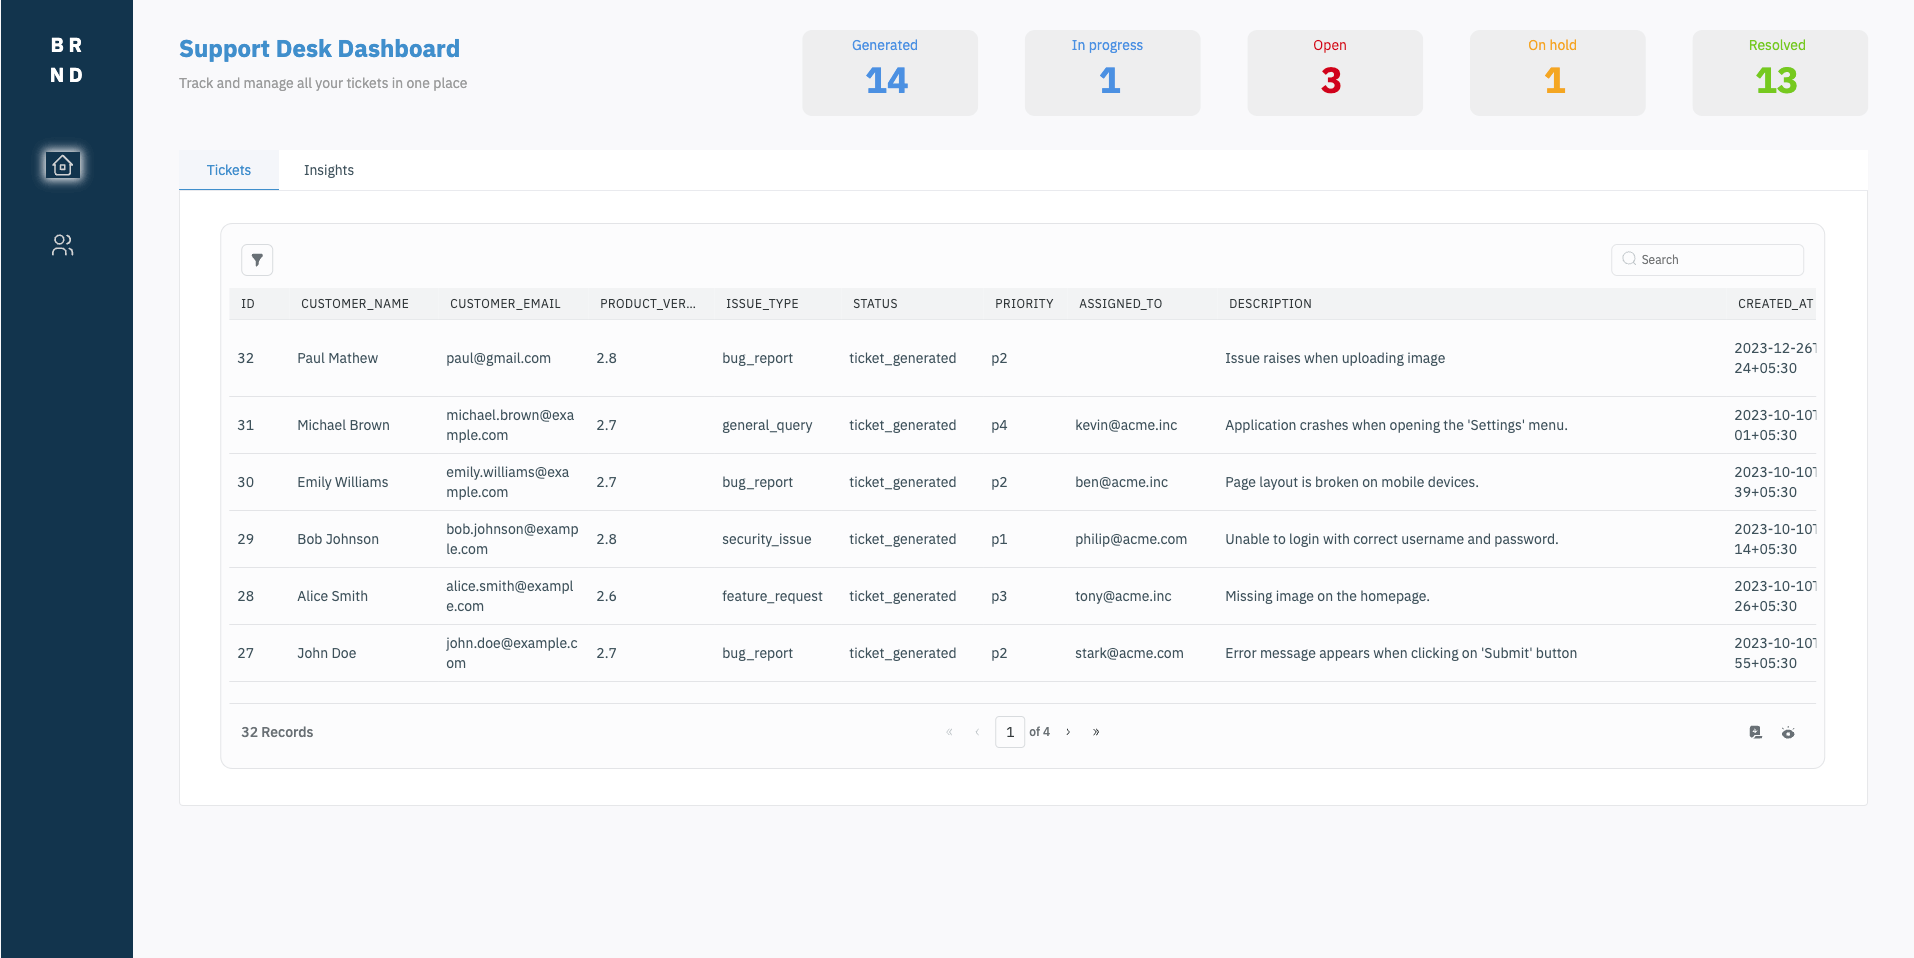 BR
ND
Support Desk Dashboard
Track and manage all your tickets in one place
Generated
14
In progress
1
Open
3
On hold
1
Resolved
13
Tickets Insights
Search
ID CUSTOMER_NAME CUSTOMER_EMAIL PRODUCT_VER... ISSUE_TYPE STATUS PRIORITY ASSIGNED_TO DESCRIPTION CREATED_AT
32 Paul Mathew paul@gmail.com 2.8 bug_report ticket_generated p2 Issue raises when uploading image 2023-12-26T
24+05:30
31 Michael Brown michael.brown@exa 2.7 general_query ticket_generated p4 kevin@acme.inc Application crashes when opening the 'Settings' menu. 2023-10-10T
mple.com 01+05:30
30 Emily Williams emily.williams@exa 2.7 bug_report ticket_generated p2 ben@acme.inc Page layout is broken on mobile devices. 2023-10-10T
mple.com 39+05:30
29 Bob Johnson bob.johnson@examp 2.8 security_issue ticket_generated p1 philip@acme.com Unable to login with correct username and password. 2023-10-10T
le.com 14+05:30
28 Alice Smith alice.smith@exampl 2.6 feature_request ticket_generated p3 tony@acme.inc Missing image on the homepage. 2023-10-10T
e.com 26+05:30
27 John Doe john.doe@example.c 2.7 bug_report ticket_generated p2 stark@acme.com Error message appears when clicking on 'Submit' button 2023-10-10T
om 55+05:30
32 Records « ‹ 1 of 4 › »